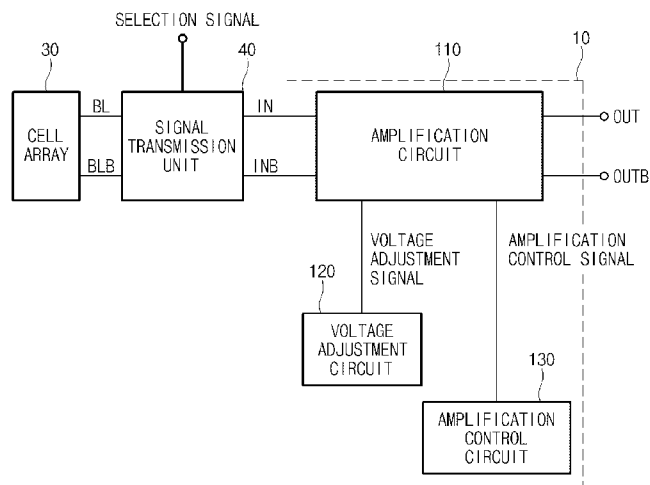 SELECTION SIGNAL
30
40
110
10
BL
IN
OUT
CELL
ARRAY
SIGNAL
TRANSMISSION
UNIT
AMPLIFICATION
CIRCUIT
BLB
INB
OUTB
VOLTAGE
ADJUSTMENT
SIGNAL
AMPLIFICATION
CONTROL SIGNAL
120
VOLTAGE
ADJUSTMENT
CIRCUIT
130
AMPLIFICATION
CONTROL
CIRCUIT